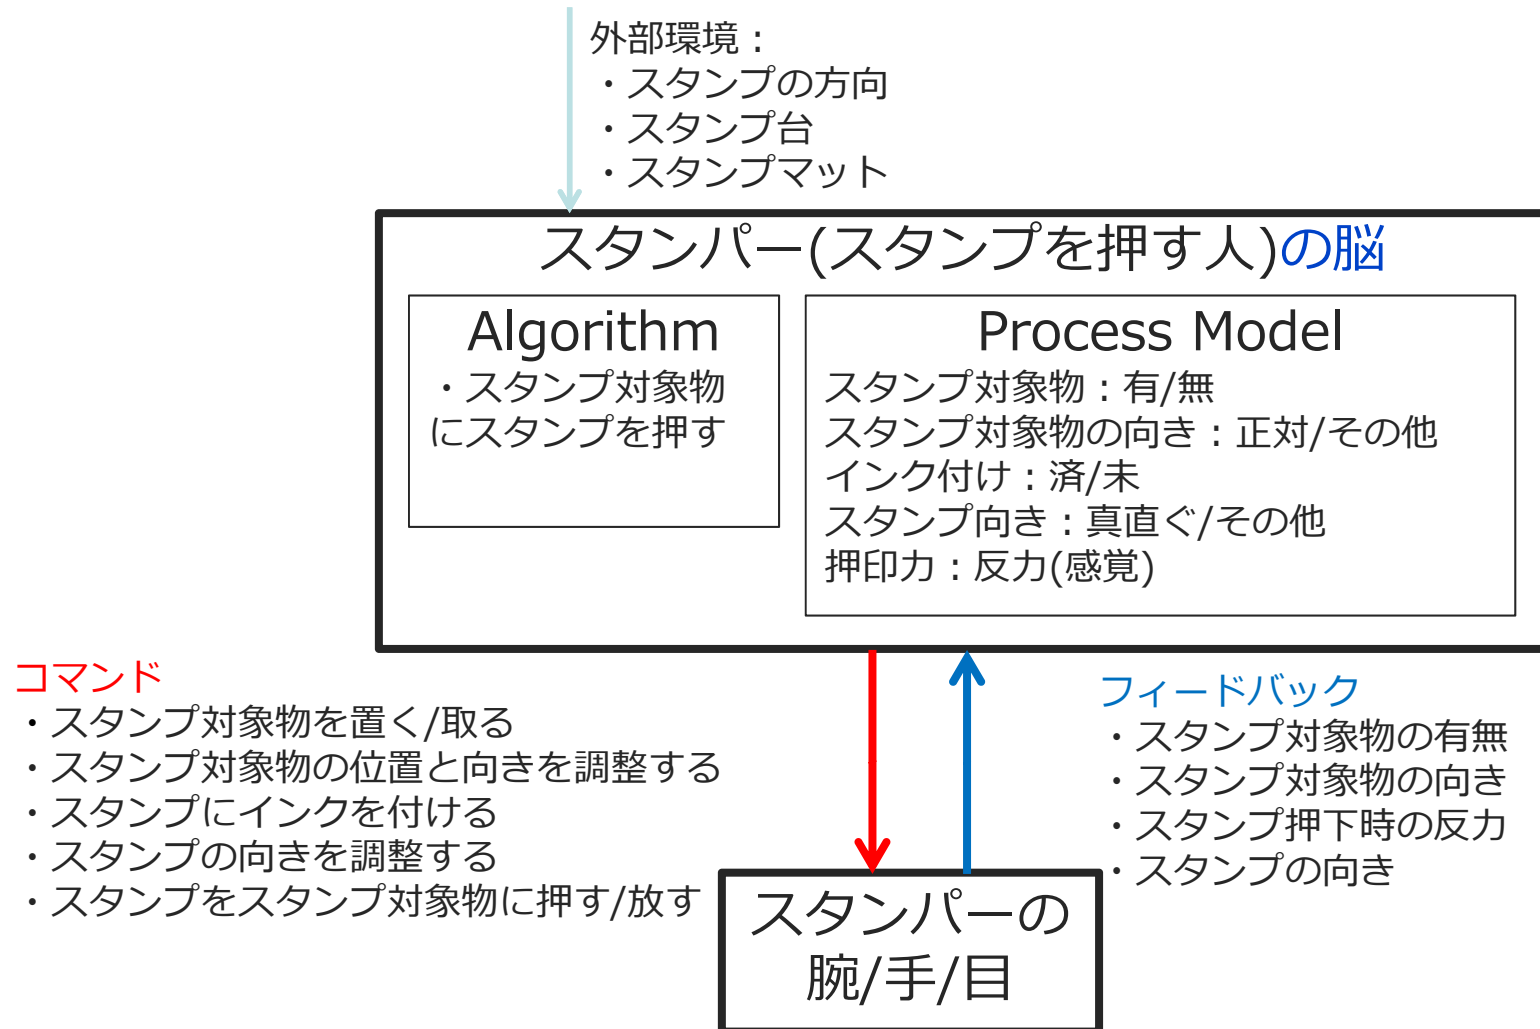 外部環境：
・スタンプの方向
・スタンプ台
・スタンプマット
スタンパー(スタンプを押す人)の脳
Algorithm
・スタンプ対象物
にスタンプを押す
Process Model
スタンプ対象物：有/無
スタンプ対象物の向き：正対/その他
インク付け：済/未
スタンプ向き：真直ぐ/その他
押印力：反力(感覚)
コマンド
・スタンプ対象物を置く/取る
・スタンプ対象物の位置と向きを調整する
・スタンプにインクを付ける
・スタンプの向きを調整する
・スタンプをスタンプ対象物に押す/放す
フィードバック
・スタンプ対象物の有無
・スタンプ対象物の向き
・スタンプ押下時の反力
・スタンプの向き
スタンパーの
腕/手/目